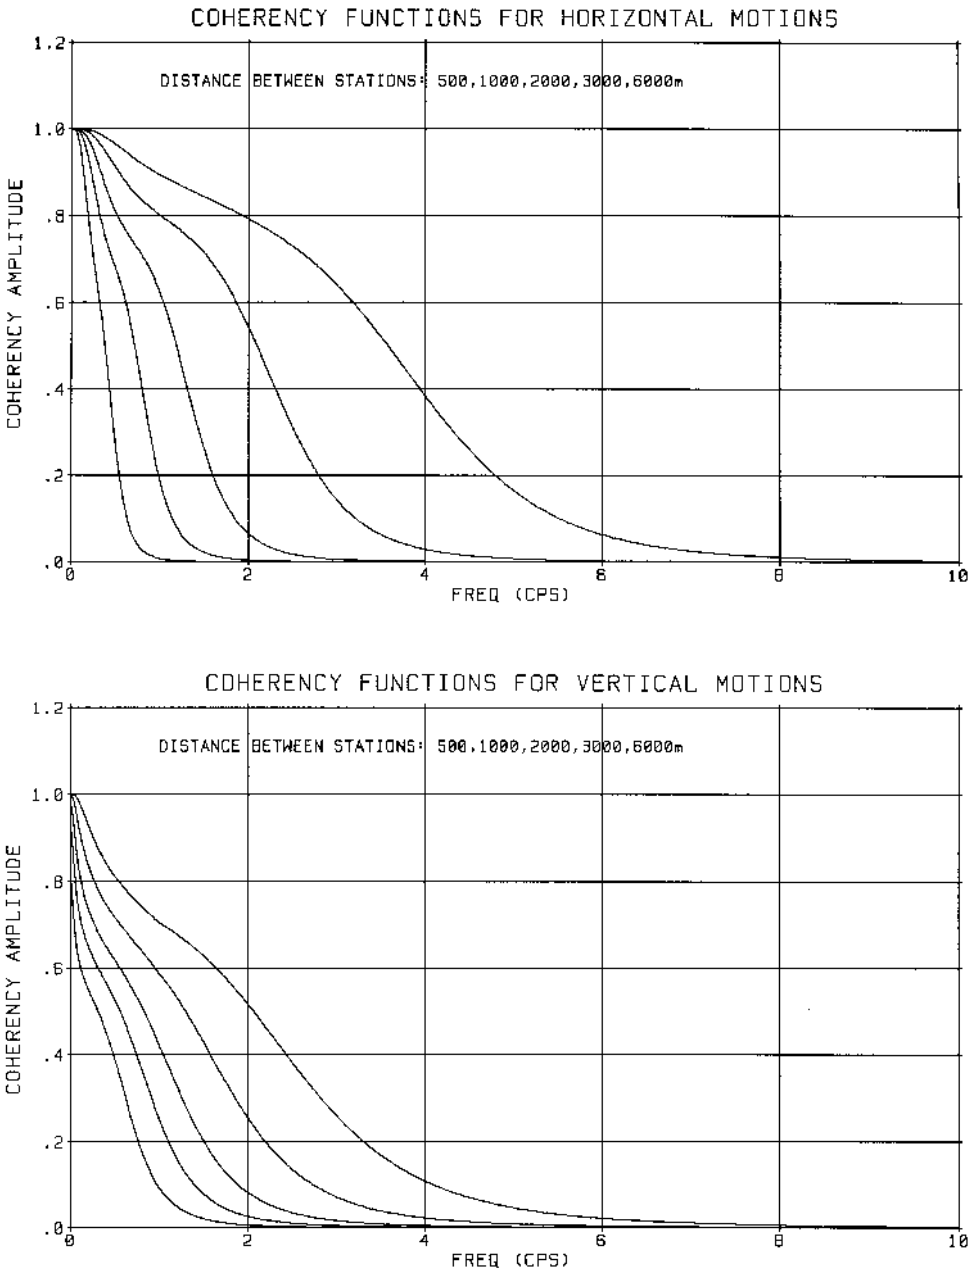 COHERENCY FUNCTIONS FOR HORIZONTAL MOTIONS
1.2
DISTANCE BETWEEN STATIONS: 500,1000,2000,3000,6000m
1.0
.8
.6
.4
.2
.0
COHERENCY AMPLITUDE
0 2 4 6 8 10
FREQ (CPS)
COHERENCY FUNCTIONS FOR VERTICAL MOTIONS
1.2
DISTANCE BETWEEN STATIONS: 500,1000,2000,3000,6000m
1.0
.8
.6
.4
.2
.0
COHERENCY AMPLITUDE
0 2 4 6 8 10
FREQ (CPS)